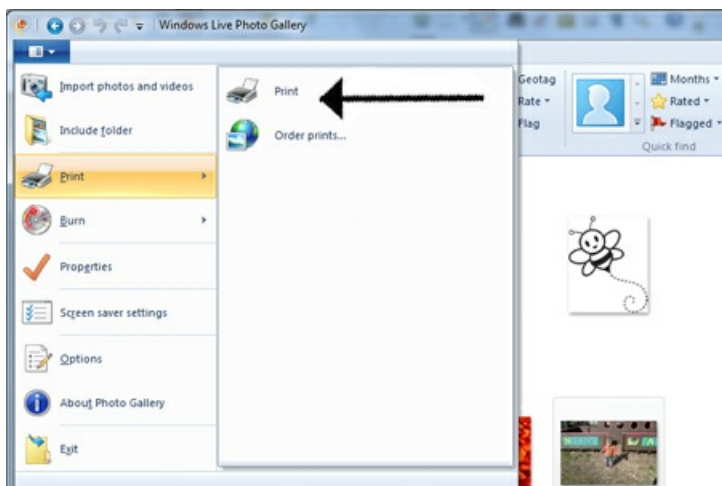 Windows Live Photo Gallery
Import photos and videos
Include folder
Print
Burn
Properties
Screen saver settings
Options
About Photo Gallery
Exit
Print
Order prints...
Geotag
Rate
Flag
Months
Rated
Flagged
Quick find